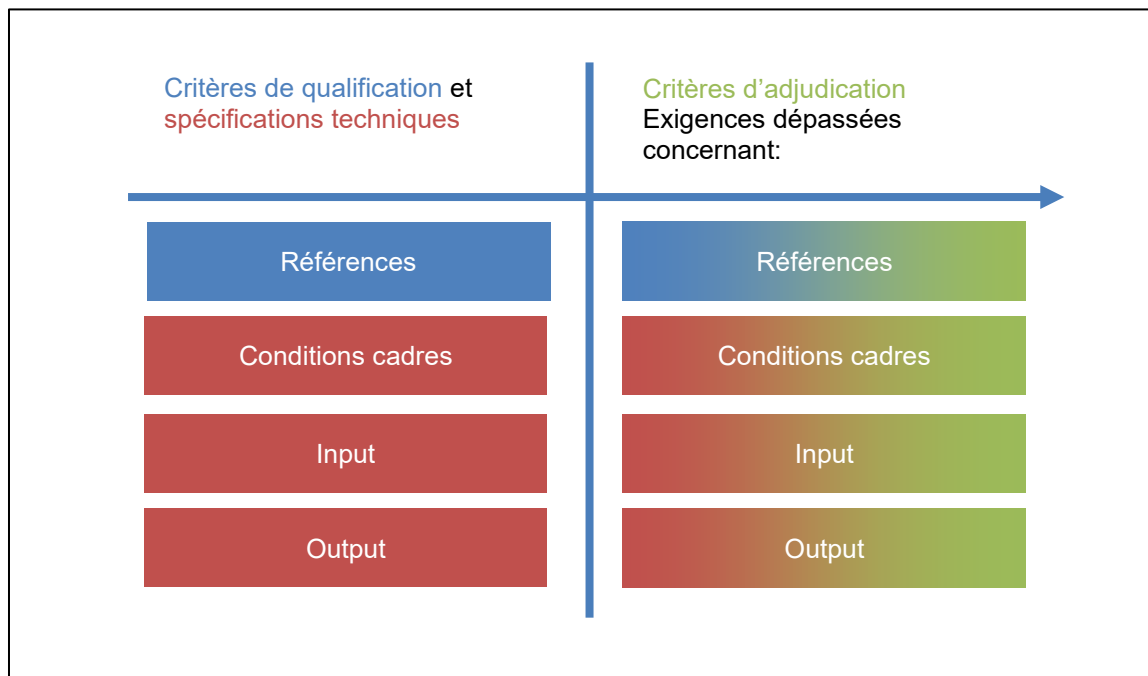 Critères de qualification et
spécifications techniques
Critères d'adjudication
Exigences dépassées
concernant:
Références
Références
Conditions cadres
Conditions cadres
Input
Input
Output
Output